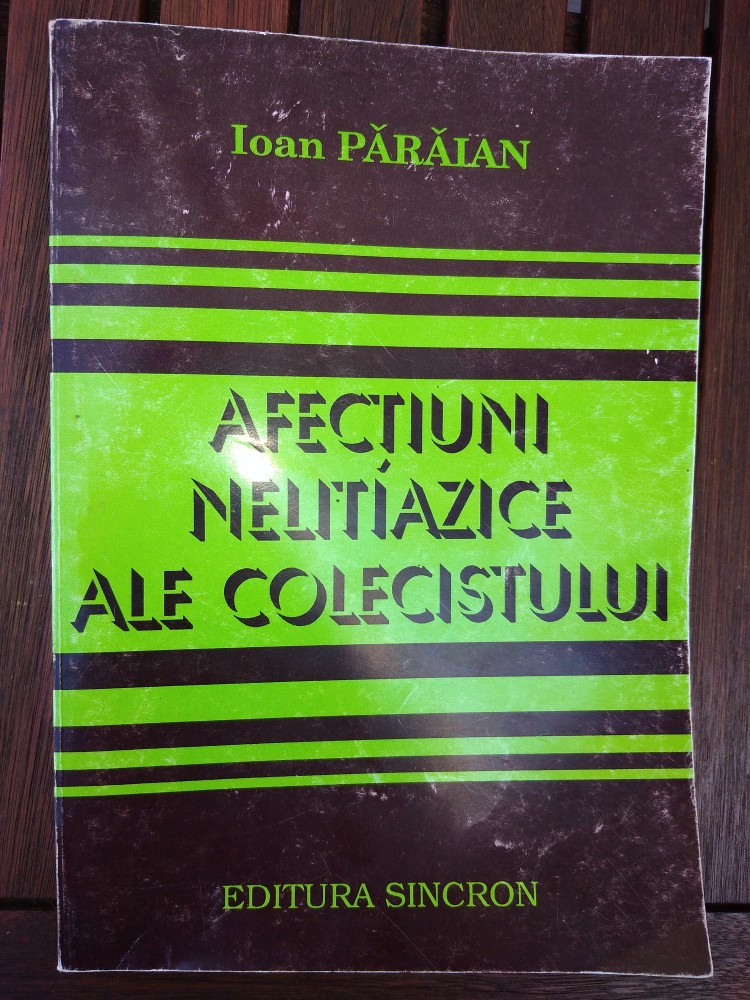 Ioan PĂRĂIAN
AFECȚIUNI
NELITIAZICE
ALE COLECISTULUI
EDITURA SINCRON